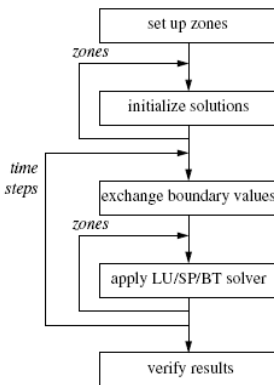 set up zones
zones
initialize solutions
time
steps
exchange boundary values
zones
apply LU/SP/BT solver
verify results